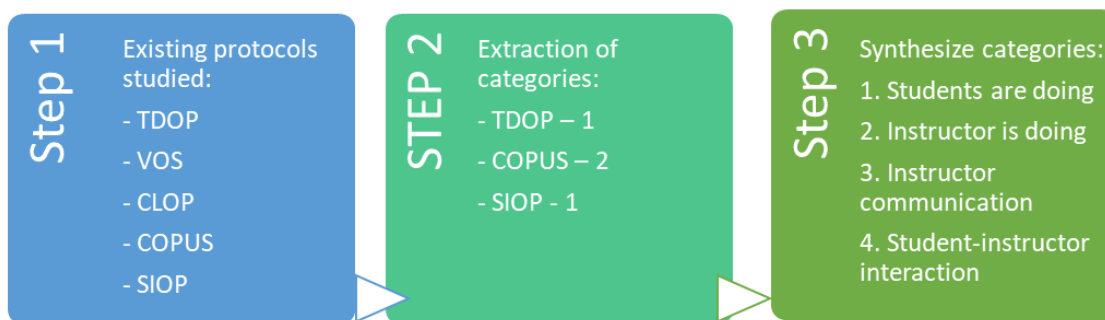 Step 1
Existing protocols
studied:
- TDOP
- VOS
- CLOP
- COPUS
- SIOP
STEP 2
Extraction of
categories:
- TDOP – 1
- COPUS – 2
- SIOP - 1
Step 3
Synthesize categories:
1. Students are doing
2. Instructor is doing
3. Instructor
communication
4. Student-instructor
interaction